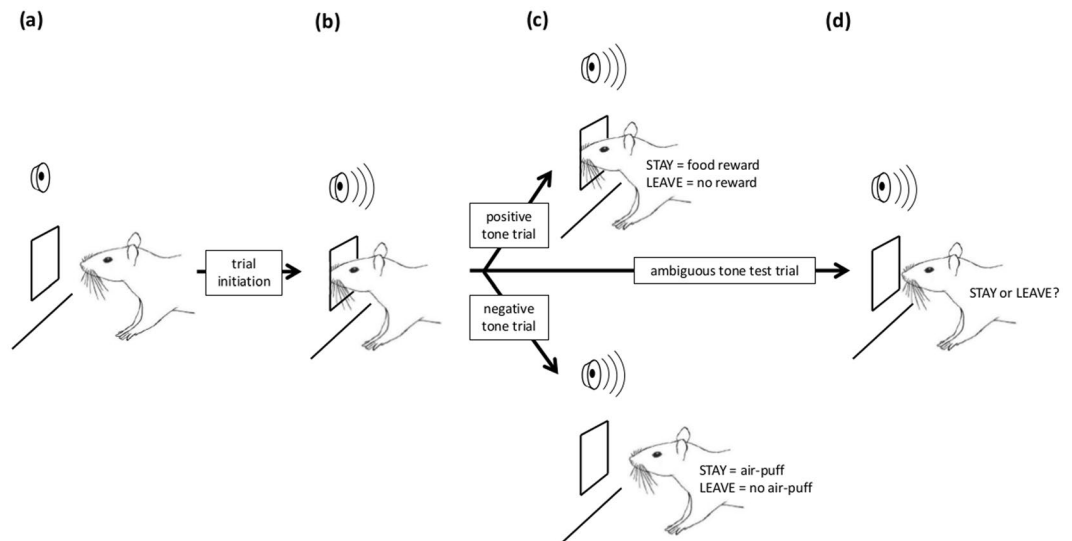 (a)
(b)
(c)
(d)
STAY = food reward
LEAVE = no reward
positive
tone trial
trial
initiation
ambiguous tone test trial
STAY or LEAVE?
negative
tone trial
STAY = air-puff
LEAVE = no air-puff